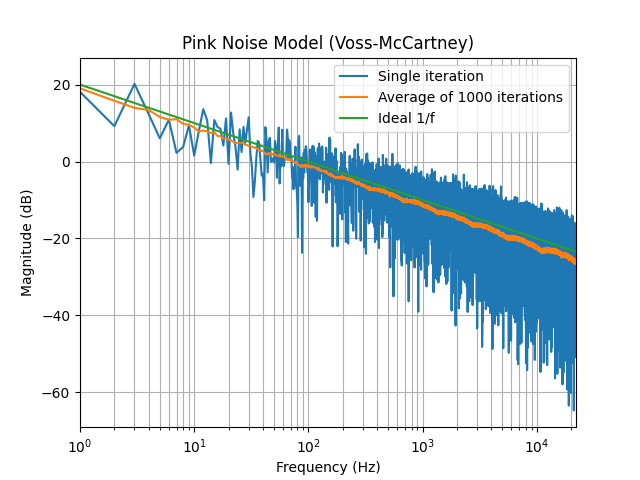 Pink Noise Model (Voss-McCartney)
Single iteration
Average of 1000 iterations
Ideal 1/f
Magnitude (dB)
20
0
−20
−40
−60
10⁰ 10¹ 10² 10³ 10⁴
Frequency (Hz)